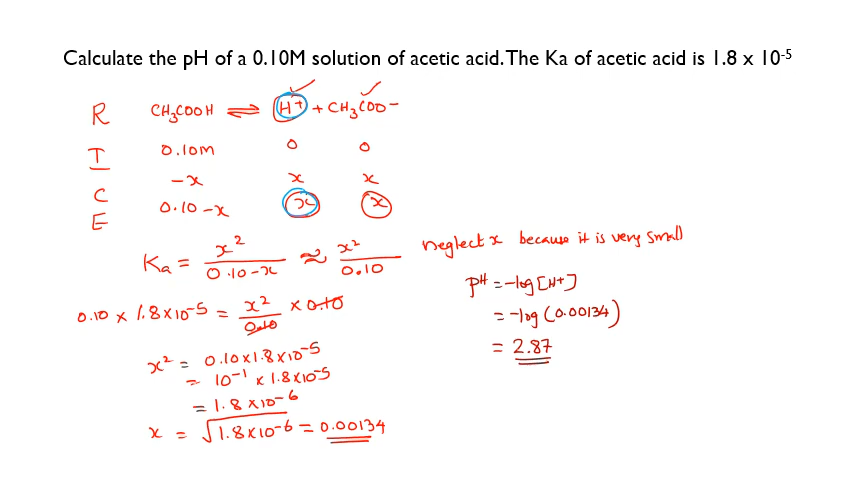 Calculate the pH of a 0.10M solution of acetic acid. The Ka of acetic acid is 1.8 x 10⁻⁵
R CH₃COOH ⇌ H⁺ + CH₃COO⁻
I 0.10M 0 0
C -x x x
E 0.10-x x x
Ka = x²/(0.10-x) ≈ x²/0.10 neglect x because it is very small
0.10 x 1.8x10⁻⁵ = x²/0.10 x 0.10
x² = 0.10x1.8x10⁻⁵
= 10⁻¹ x 1.8x10⁻⁵
= 1.8x10⁻⁶
x = √1.8x10⁻⁶ = 0.00134
pH = -log[H+]
= -log(0.00134)
= 2.87